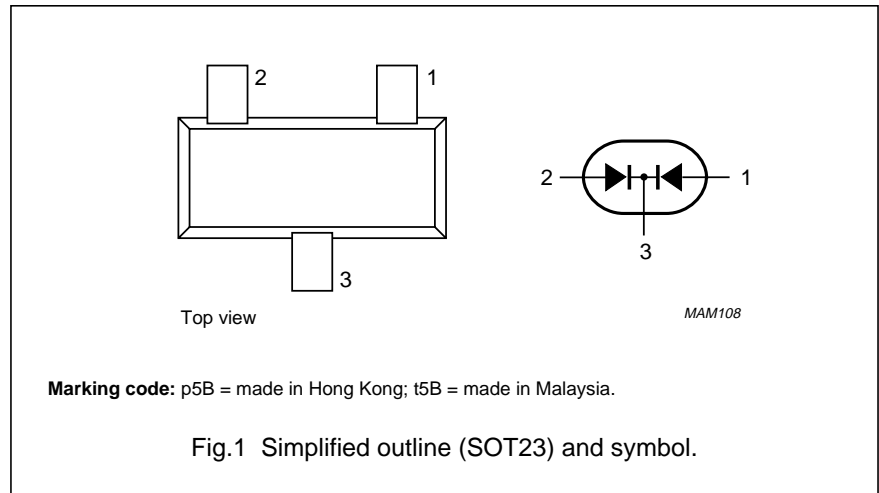 2
1
3
Top view
2
1
3
MAM108
Marking code: p5B = made in Hong Kong; t5B = made in Malaysia.
Fig.1 Simplified outline (SOT23) and symbol.